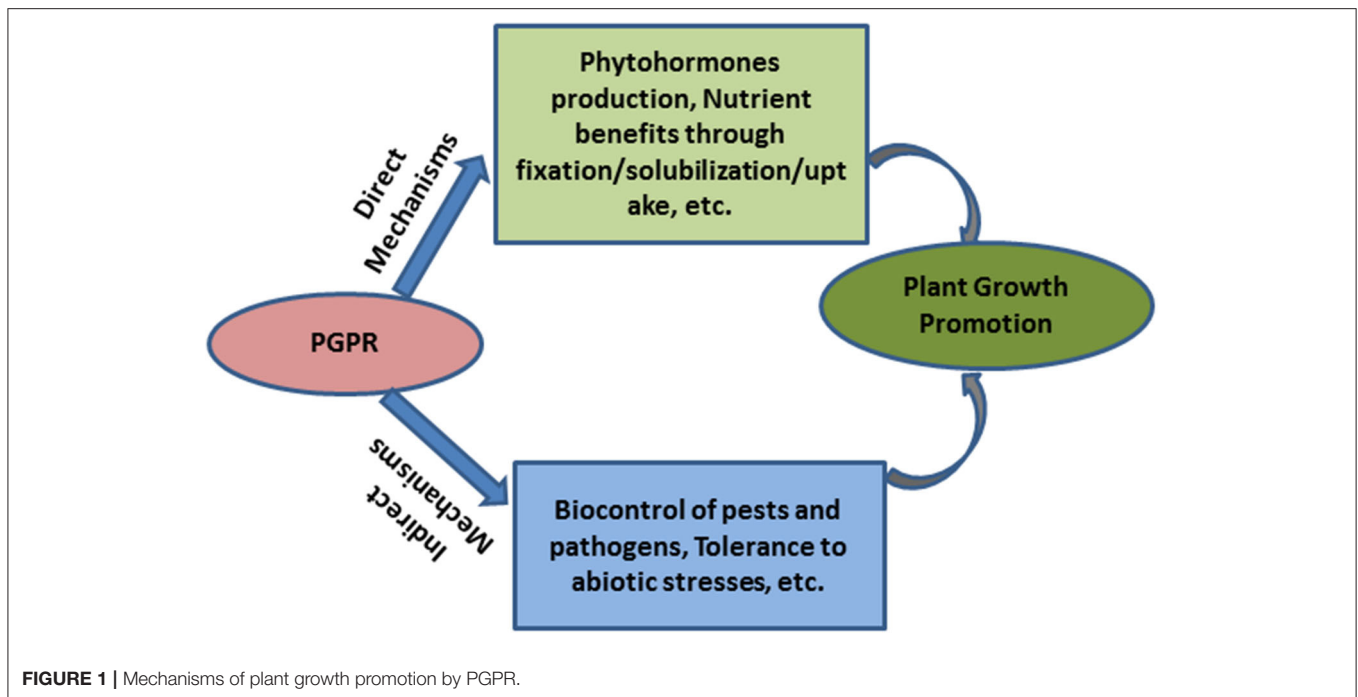 Phytohormones
production, Nutrient
benefits through
fixation/solubilization/upt
ake, etc.
Direct
Mechanisms
PGPR
Plant Growth
Promotion
Indirect
Mechanisms
Biocontrol of pests and
pathogens, Tolerance to
abiotic stresses, etc.
FIGURE 1 | Mechanisms of plant growth promotion by PGPR.